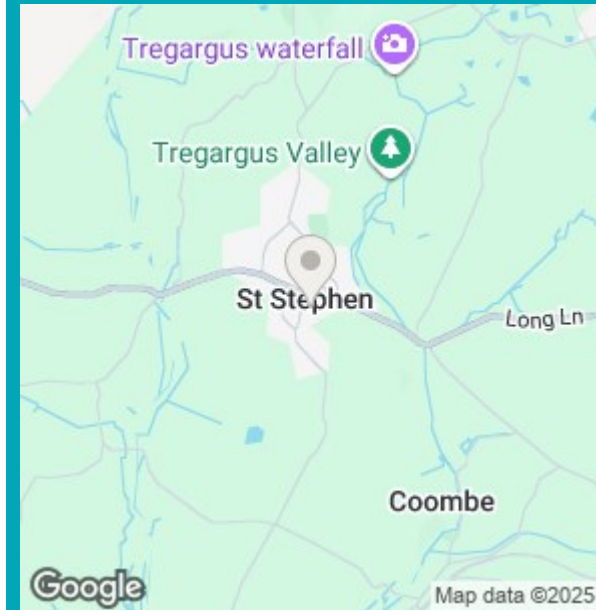 Tregargus waterfall
Tregargus Valley
St Stephen
Long Ln
Coombe
Google
Map data ©2025